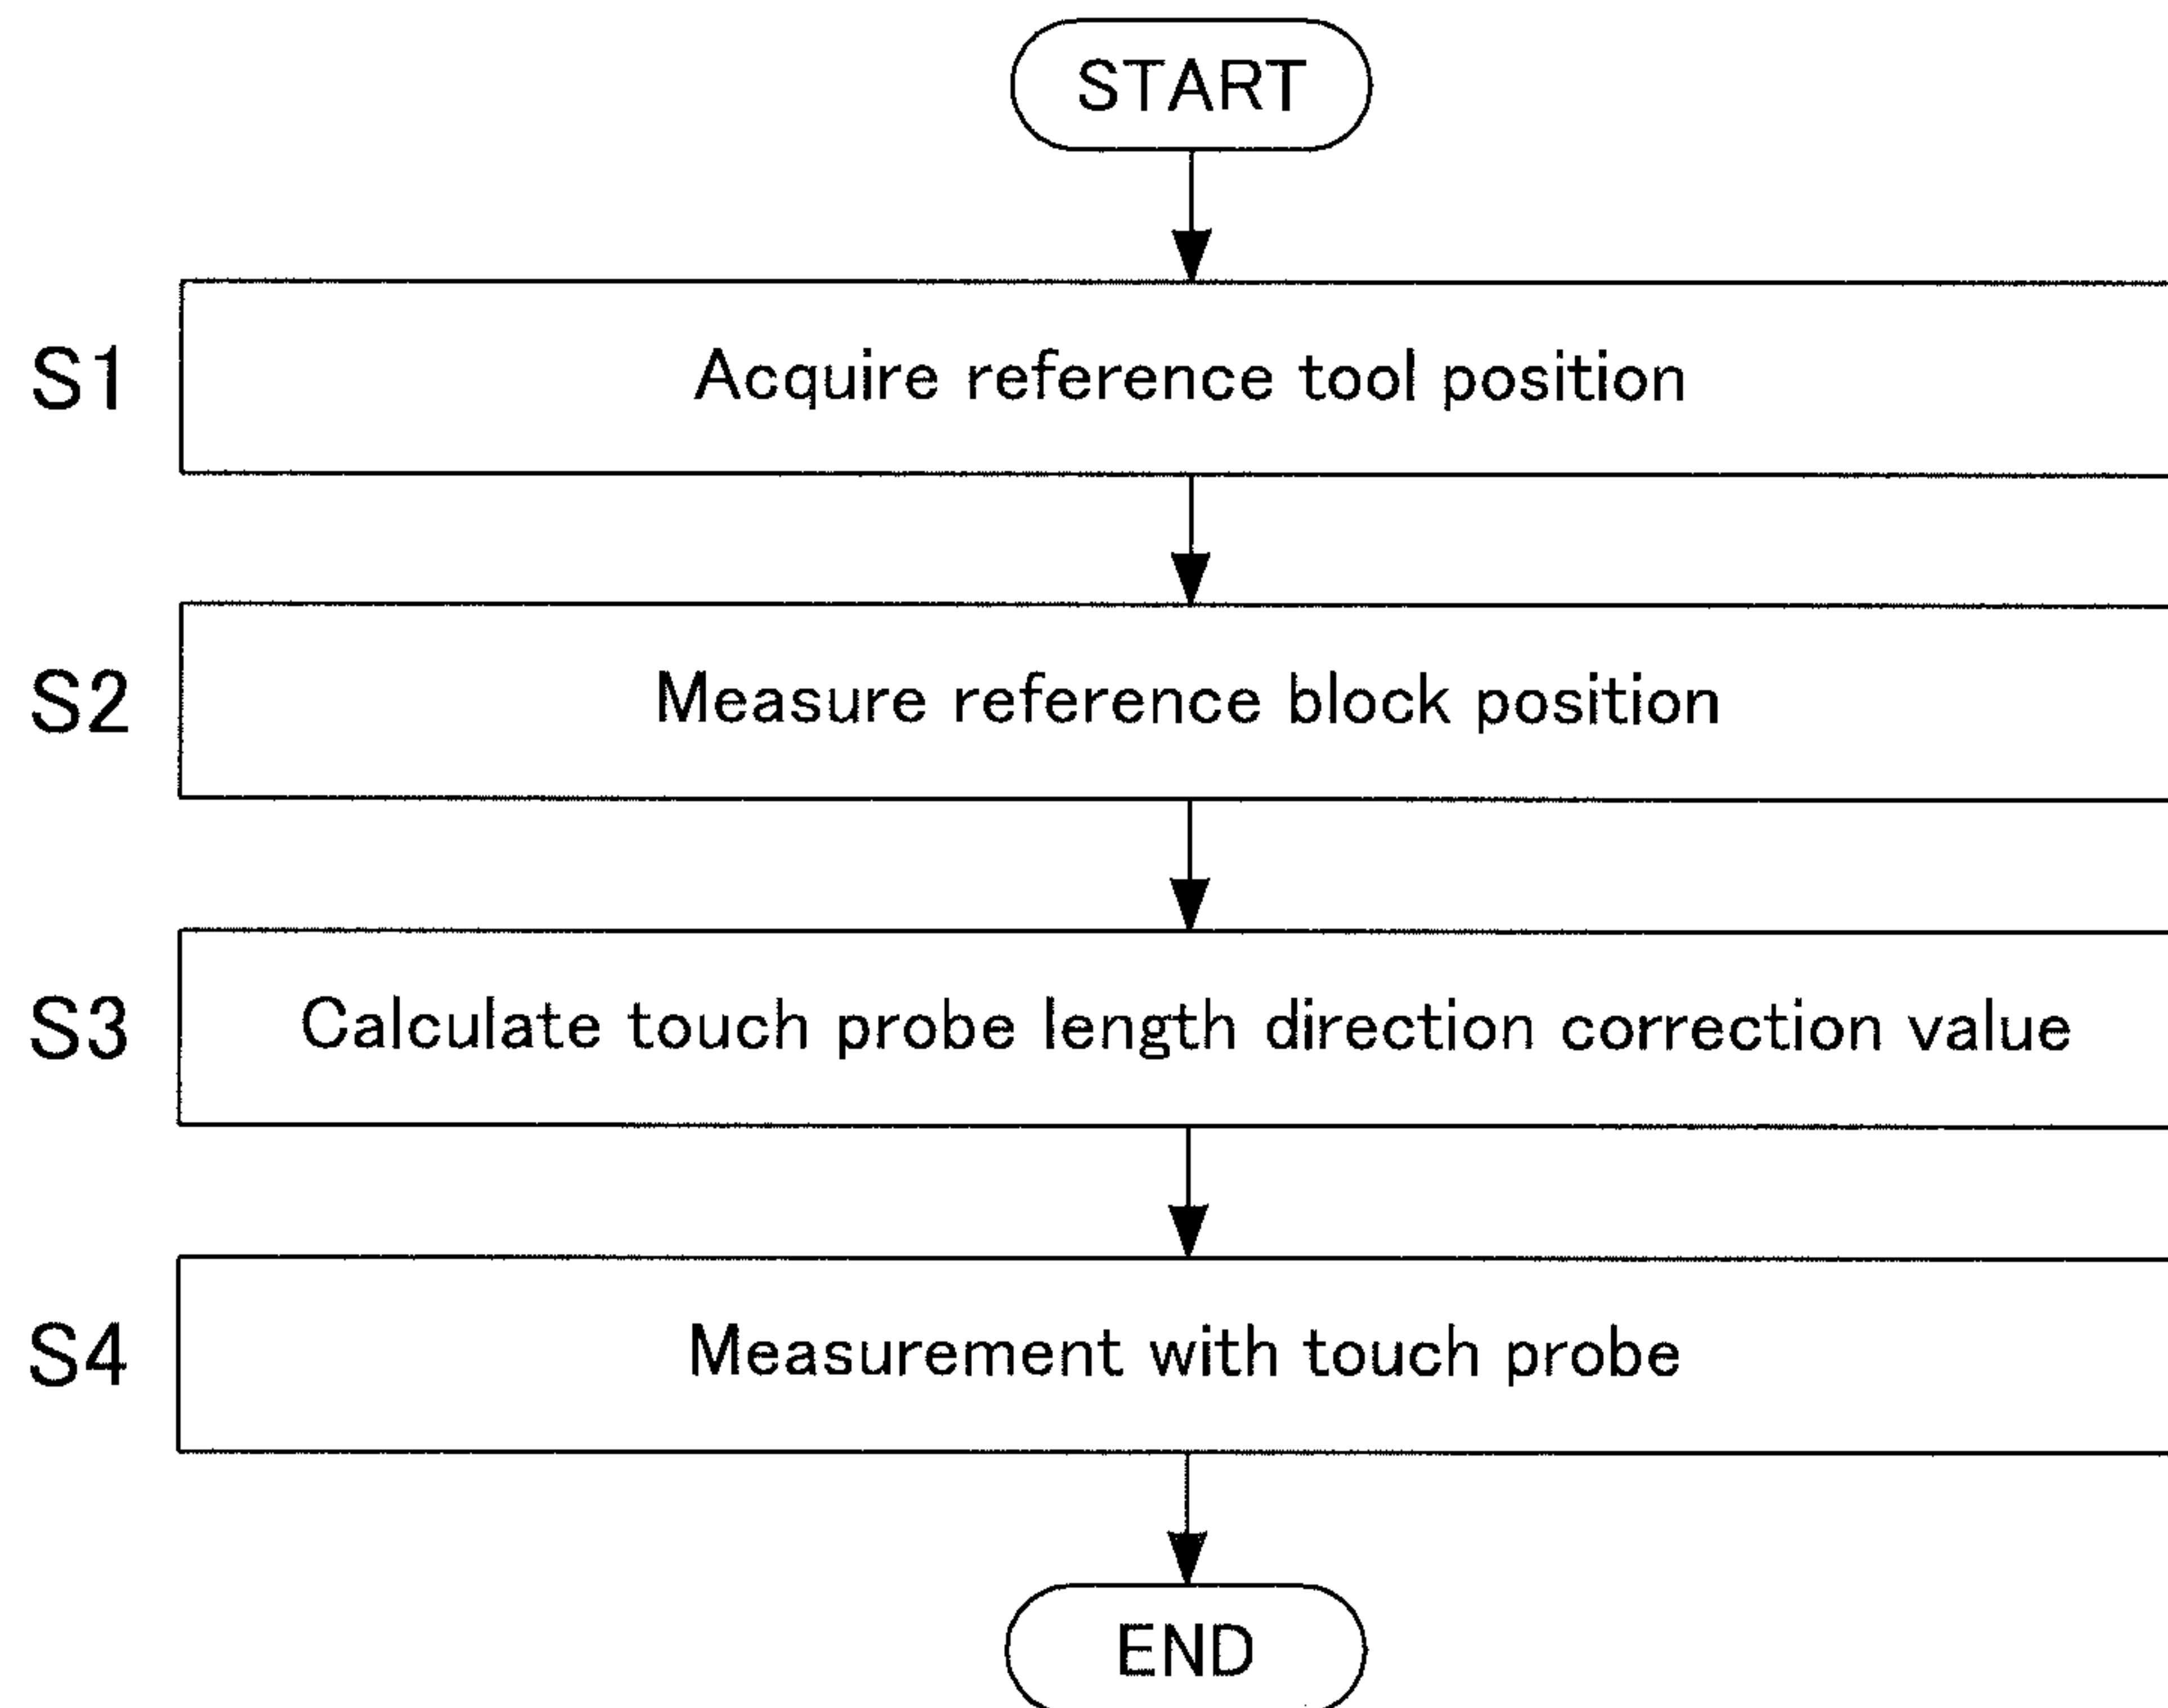 START
S1
Acquire reference tool position
S2
Measure reference block position
S3
Calculate touch probe length direction correction value
S4
Measurement with touch probe
END